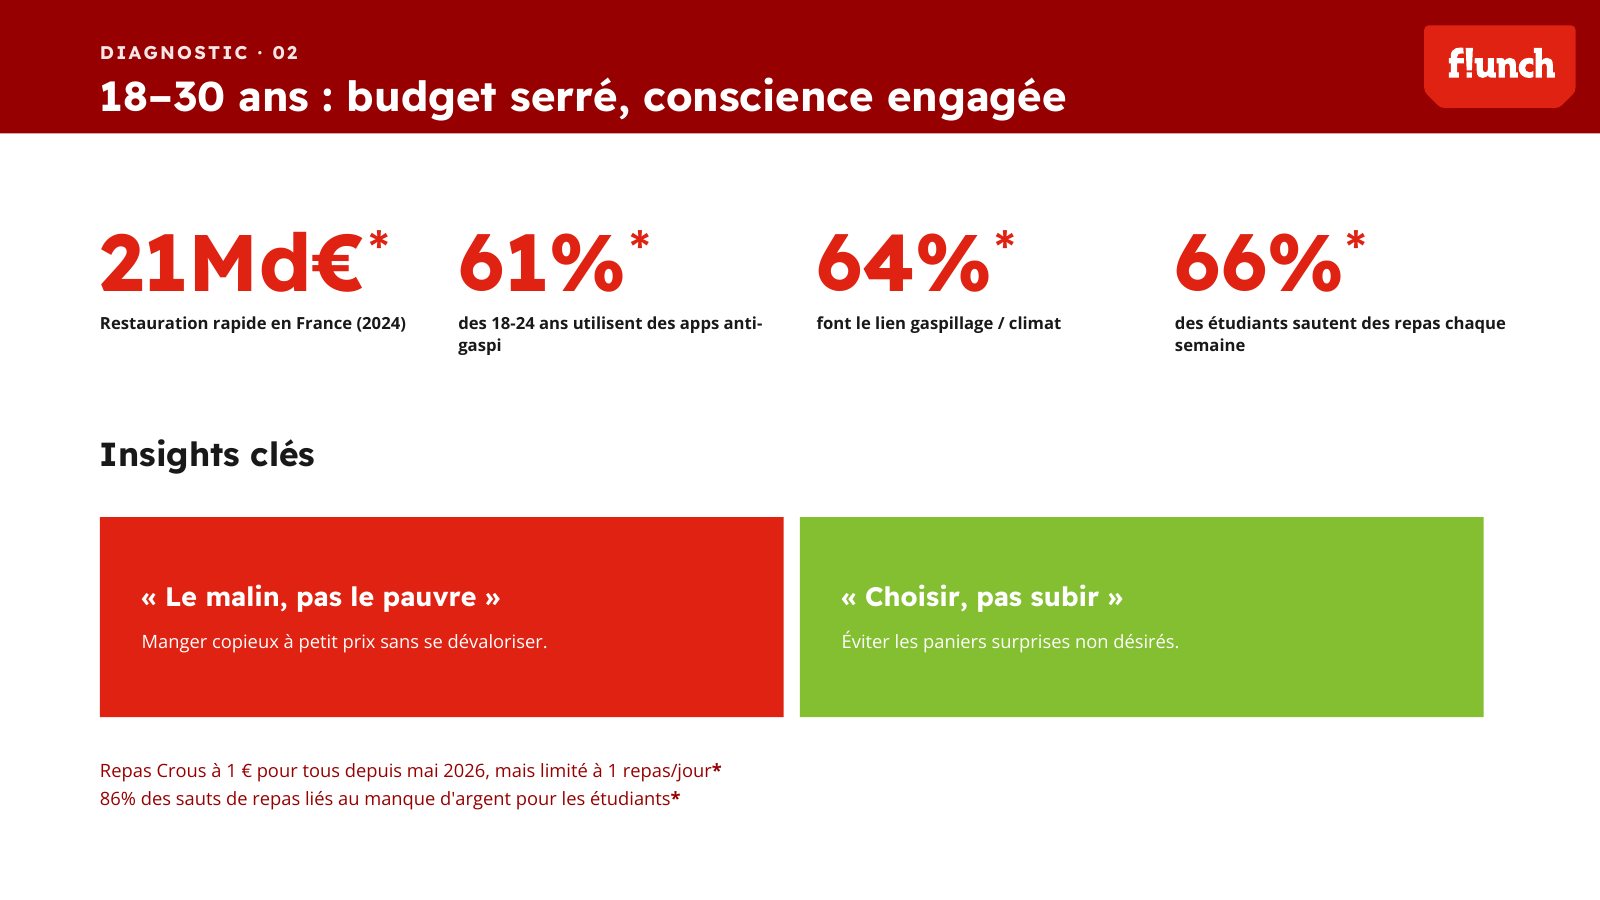 DIAGNOSTIC · 02
18–30 ans : budget serré, conscience engagée
f!unch
21Md€*
Restauration rapide en France (2024)
61%*
des 18-24 ans utilisent des apps anti-
gaspi
64%*
font le lien gaspillage / climat
66%*
des étudiants sautent des repas chaque
semaine
Insights clés
« Le malin, pas le pauvre »
Manger copieux à petit prix sans se dévaloriser.
« Choisir, pas subir »
Éviter les paniers surprises non désirés.
Repas Crous à 1 € pour tous depuis mai 2026, mais limité à 1 repas/jour*
86% des sauts de repas liés au manque d'argent pour les étudiants*